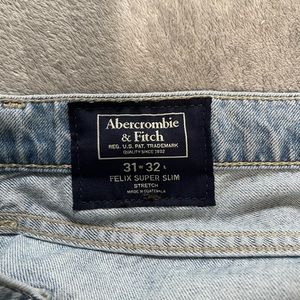 Abercrombie
& Fitch
REG. U.S. PAT. TRADEMARK
QUALITY SINCE 1892
31 W 32 L
FELIX SUPER SLIM
STRETCH
MADE IN GUATEMALA